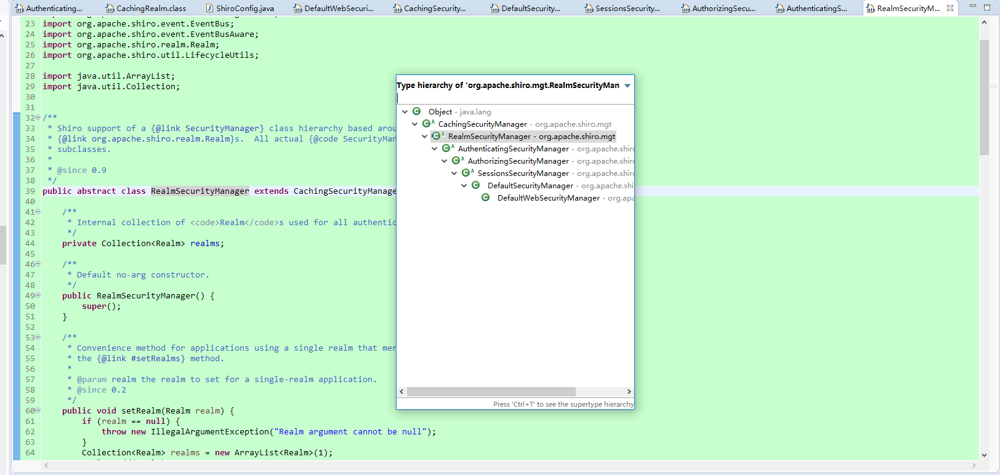 Authenticating...
CachingRealm.class
ShiroConfig.java
DefaultWebSecuri...
CachingSecurity...
DefaultSecurity...
SessionsSecurity...
AuthorizingSecu...
AuthenticatingS...
RealmSecurityM...
23 import org.apache.shiro.event.EventBus;
24 import org.apache.shiro.event.EventBusAware;
25 import org.apache.shiro.realm.Realm;
26 import org.apache.shiro.util.LifecycleUtils;
27
28 import java.util.ArrayList;
29 import java.util.Collection;
30
31
32 /**
33 * Shiro support of a {@link SecurityManager} class hierarchy based arou
34 * {@link org.apache.shiro.realm.Realm}s.  All actual {@code SecurityMan
35 * subclasses.
36 *
37 * @since 0.9
38 */
39 public abstract class RealmSecurityManager extends CachingSecurityManage
40
41 /**
42 * Internal collection of <code>Realm</code>s used for all authentic
43 */
44 private Collection<Realm> realms;
45
46 /**
47 * Default no-arg constructor.
48 */
49 public RealmSecurityManager() {
50 super();
51 }
52
53 /**
54 * Convenience method for applications using a single realm that mer
55 * the {@link #setRealms} method.
56 *
57 * @param realm the realm to set for a single-realm application.
58 * @since 0.2
59 */
60 public void setRealm(Realm realm) {
61 if (realm == null) {
62 throw new IllegalArgumentException("Realm argument cannot be null");
63 }
64 Collection<Realm> realms = new ArrayList<Realm>(1);
Type hierarchy of 'org.apache.shiro.mgt.RealmSecurityMan
Object - java.lang
CachingSecurityManager - org.apache.shiro.mgt
RealmSecurityManager - org.apache.shiro.mgt
AuthenticatingSecurityManager - org.apache.shiro
AuthorizingSecurityManager - org.apache.shiro
SessionsSecurityManager - org.apache.shiro
DefaultSecurityManager - org.apache.shi
DefaultWebSecurityManager - org.apa
Press 'Ctrl+T' to see the supertype hierarchy